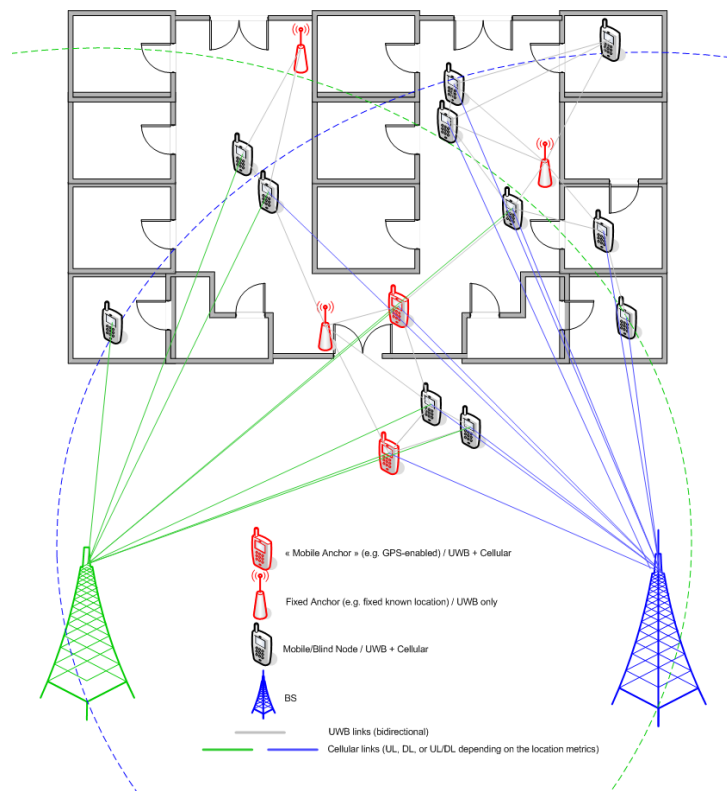 « Mobile Anchor » (e.g. GPS-enabled) / UWB + Cellular
Fixed Anchor (e.g. fixed known location) / UWB only
Mobile/Blind Node / UWB + Cellular
BS
UWB links (bidirectional)
Cellular links (UL, DL, or UL/DL depending on the location metrics)